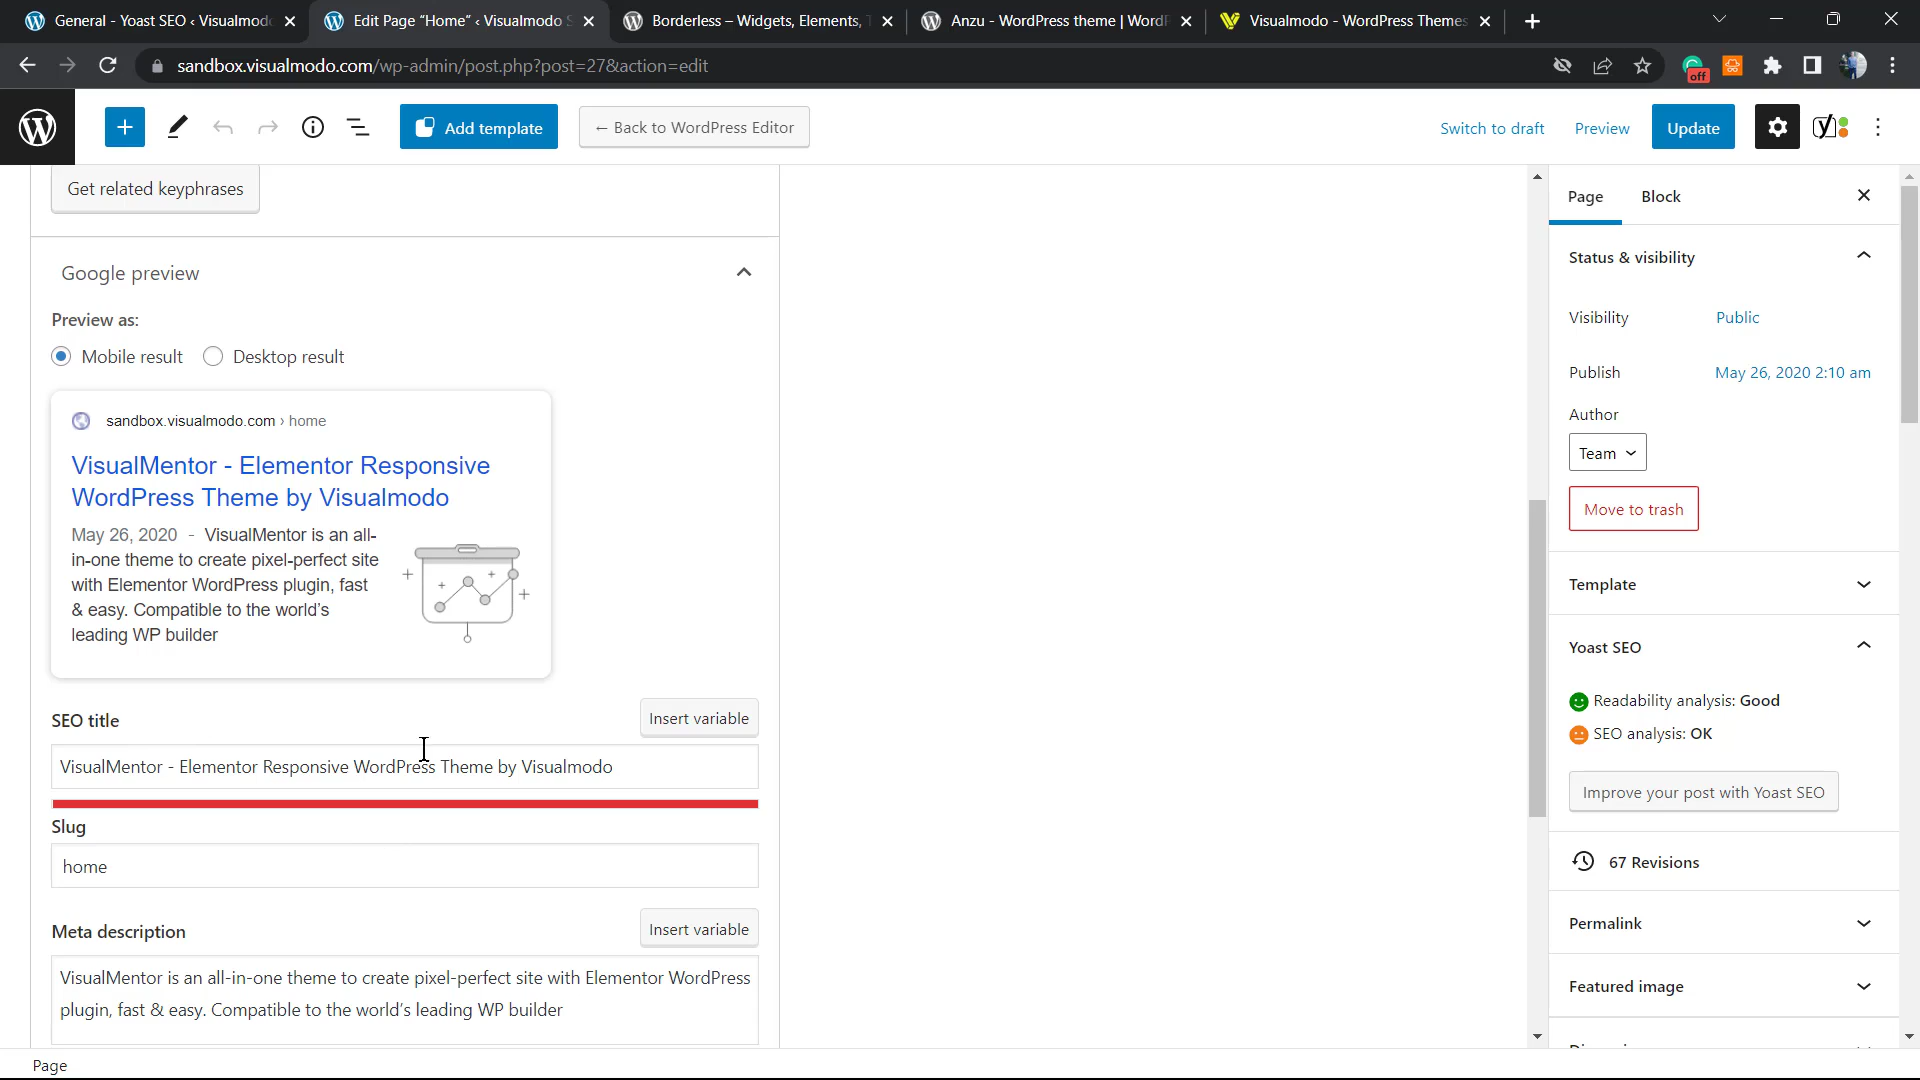 General - Yoast SEO ‹ Visualmod
Edit Page “Home” ‹ Visualmodo S
Borderless – Widgets, Elements, T
Anzu - WordPress theme | WordP
Visualmodo - WordPress Themes
sandbox.visualmodo.com/wp-admin/post.php?post=27&action=edit
off
Add template
← Back to WordPress Editor
Switch to draft
Preview
Update
Get related keyphrases
Google preview
Preview as:
Mobile result
Desktop result
sandbox.visualmodo.com › home
VisualMentor - Elementor Responsive
WordPress Theme by Visualmodo
May 26, 2020 - VisualMentor is an all-
in-one theme to create pixel-perfect site
with Elementor WordPress plugin, fast
& easy. Compatible to the world’s
leading WP builder
SEO title
Insert variable
VisualMentor - Elementor Responsive WordPress Theme by Visualmodo
Slug
home
Meta description
Insert variable
VisualMentor is an all-in-one theme to create pixel-perfect site with Elementor WordPress
plugin, fast & easy. Compatible to the world’s leading WP builder
Page
Page
Block
Status & visibility
Visibility
Public
Publish
May 26, 2020 2:10 am
Author
Team
Move to trash
Template
Yoast SEO
Readability analysis: Good
SEO analysis: OK
Improve your post with Yoast SEO
67 Revisions
Permalink
Featured image